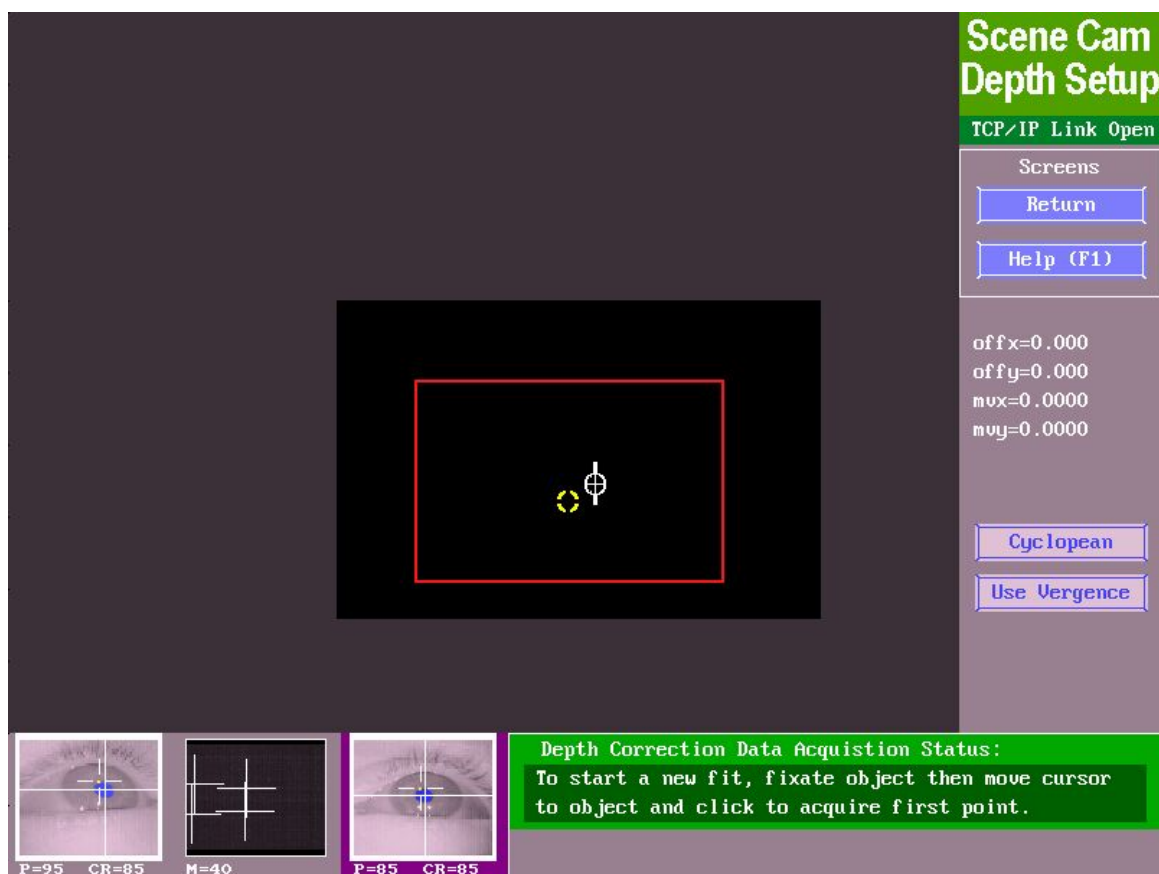 Scene Cam
Depth Setup
TCP/IP Link Open
Screens
Return
Help (F1)
offx=0.000
offy=0.000
mvx=0.0000
mvy=0.0000
Cyclopean
Use Vergence
Depth Correction Data Acquistion Status:
To start a new fit, fixate object then move cursor
to object and click to acquire first point.
P=95 CR=85 M=40 P=85 CR=85